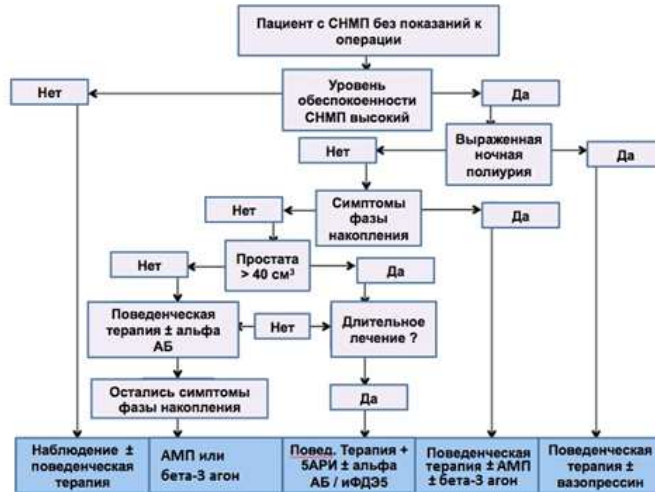 Пациент с СНМП без показаний к
операции
Нет
Уровень
обеспокоенности
СНМП высокий
Да
Нет
Выраженная
ночная
полиурия
Да
Нет
Симптомы
фазы
накопления
Да
Нет
Простата
> 40 см³
Да
Поведенческая
терапия ± альфа
АБ
Нет
Длительное
лечение ?
Остались симптомы
фазы накопления
Да
Наблюдение ±
поведенческая
терапия
АМП или
бета-3 агон
Повед. Терапия +
5АРИ ± альфа
АБ / иФДЭ5
Поведенческая
терапия ± АМП
± бета-3 агон
Поведенческая
терапия ±
вазопрессин